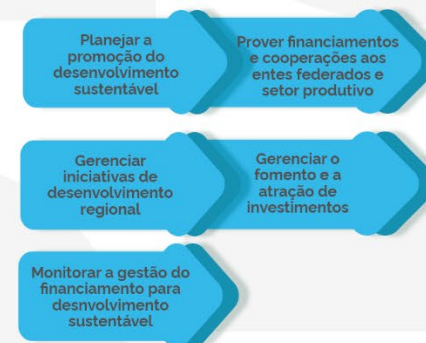 Planejar a
promoção do
desenvolvimento
sustentável
Prover financiamentos
e cooperações aos
entes federados e
setor produtivo
Gerenciar
iniciativas de
desenvolvimento
regional
Gerenciar o
fomento e a
atração de
investimentos
Monitorar a gestão do
financiamento para
desnvolvimento
sustentável